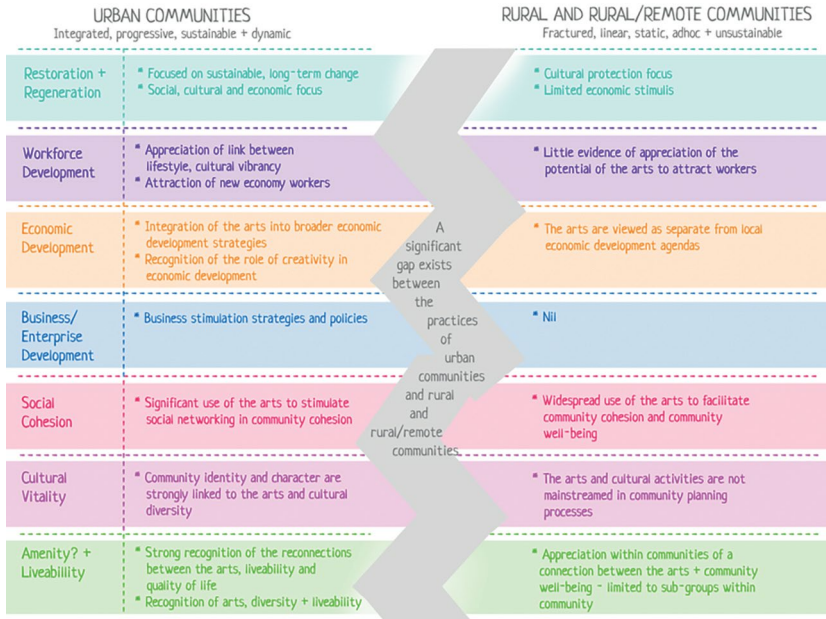 URBAN COMMUNITIES
Integrated, progressive, sustainable + dynamic
RURAL AND RURAL/REMOTE COMMUNITIES
Fractured, linear, static, adhoc + unsustainable
Restoration +
Regeneration
* Focused on sustainable, long-term change
* Social, cultural and economic focus
* Cultural protection focus
* Limited economic stimulis
Workforce
Development
* Appreciation of link between
lifestyle, cultural vibrancy
* Attraction of new economy workers
* Little evidence of appreciation of the
potential of the arts to attract workers
Economic
Development
* Integration of the arts into broader economic
development strategies
* Recognition of the role of creativity in
economic development
* The arts are viewed as separate from local
economic development agendas
Business/
Enterprise
Development
* Business stimulation strategies and policies
* Nil
Social
Cohesion
* Significant use of the arts to stimulate
social networking in community cohesion
* Widespread use of the arts to facilitate
community cohesion and community
well-being
Cultural
Vitality
* Community identity and character are
strongly linked to the arts and cultural
diversity
* The arts and cultural activities are not
mainstreamed in community planning
processes
Amenity? +
Liveabiility
* Strong recognition of the reconnections
between the arts, liveability and
quality of life
* Recognition of arts, diversity + liveability
* Appreciation within communities of a
connection between the arts + community
well-being - limited to sub-groups within
community
A
significant
gap exists
between
the
practices
of
urban
communities
and rural
and
rural/remote
communities.